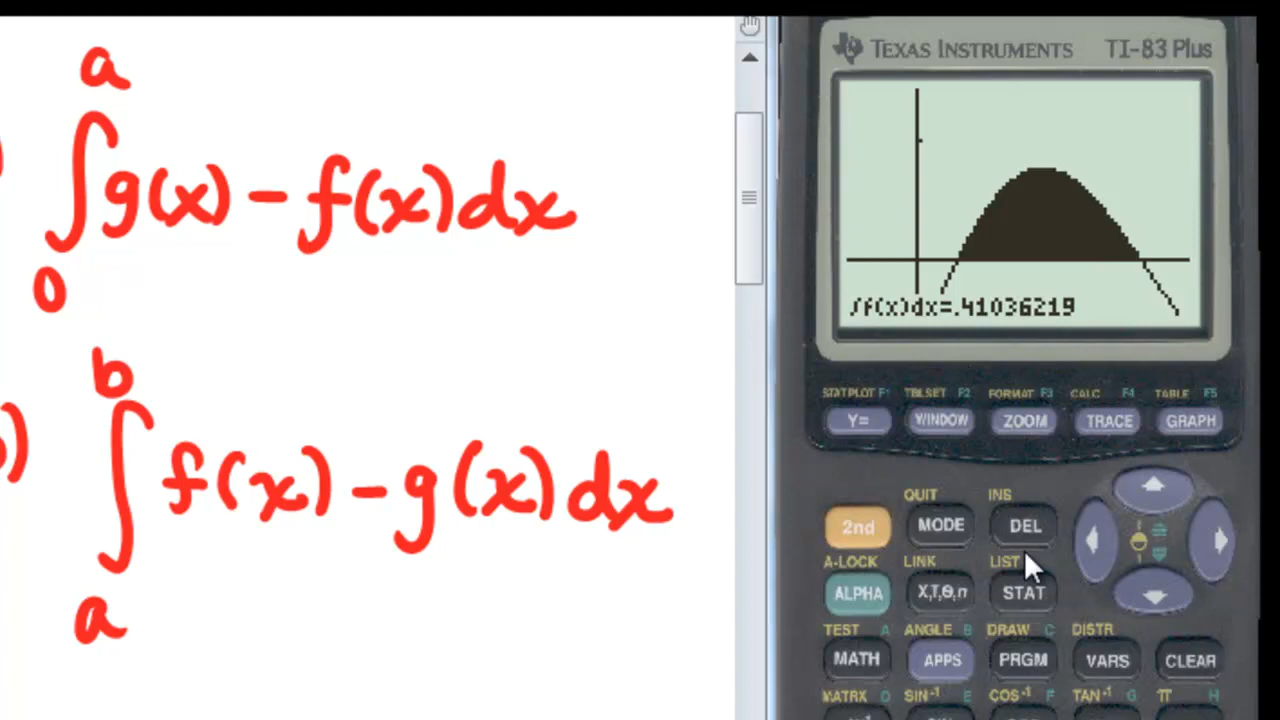 a
∫ g(x) - f(x)dx
0
b
) ∫ f(x) - g(x)dx
a
TEXAS INSTRUMENTS TI-83 Plus
∫f(x)dx=.41036219
STATPLOT F1 TBLSET F2 FORMAT F3 CALC F4 TABLE F5
Y= WINDOW ZOOM TRACE GRAPH
QUIT INS
2nd MODE DEL
A-LOCK LINK LIST
ALPHA X,T,Θ,n STAT
TEST A ANGLE B DRAW C DISTR
MATH APPS PRGM VARS CLEAR
MATRX D SIN⁻¹ E COS⁻¹ F TAN⁻¹ G π H